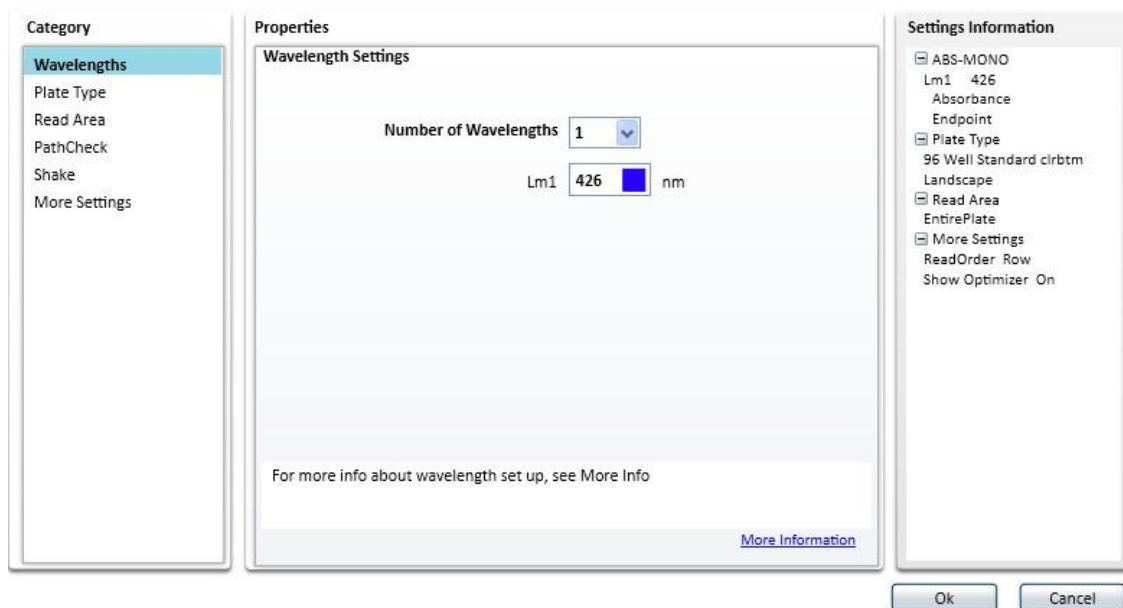 Category
Wavelengths
Plate Type
Read Area
PathCheck
Shake
More Settings
Properties
Wavelength Settings
Number of Wavelengths 1
Lm1 426 nm
For more info about wavelength set up, see More Info
More Information
Settings Information
ABS-MONO
Lm1 426
Absorbance
Endpoint
Plate Type
96 Well Standard clrbtm
Landscape
Read Area
EntirePlate
More Settings
ReadOrder Row
Show Optimizer On
Ok Cancel